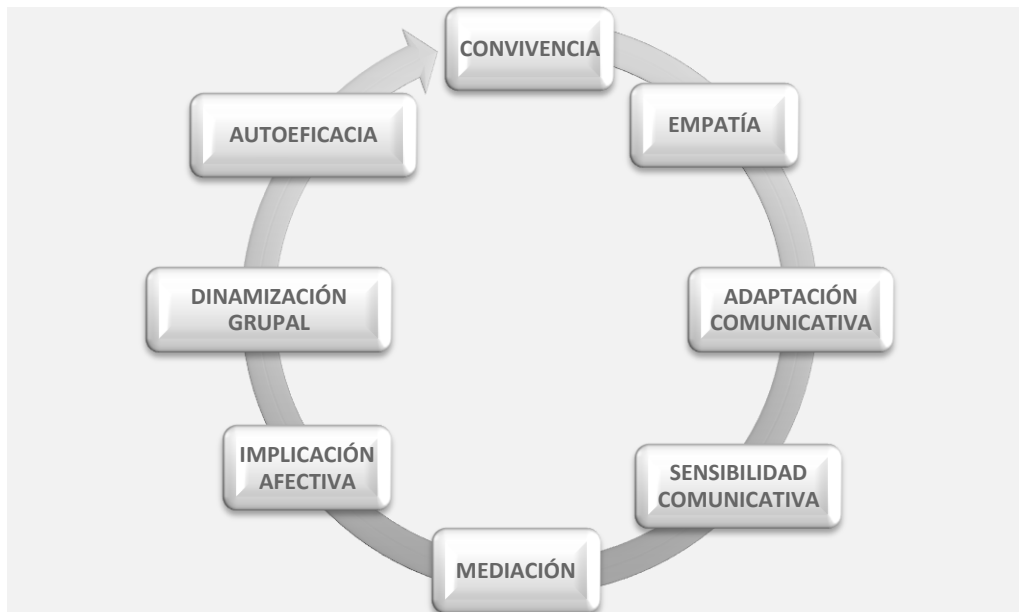 CONVIVENCIA
EMPATÍA
ADAPTACIÓN
COMUNICATIVA
SENSIBILIDAD
COMUNICATIVA
MEDIACIÓN
IMPLICACIÓN
AFECTIVA
DINAMIZACIÓN
GRUPAL
AUTOEFICACIA